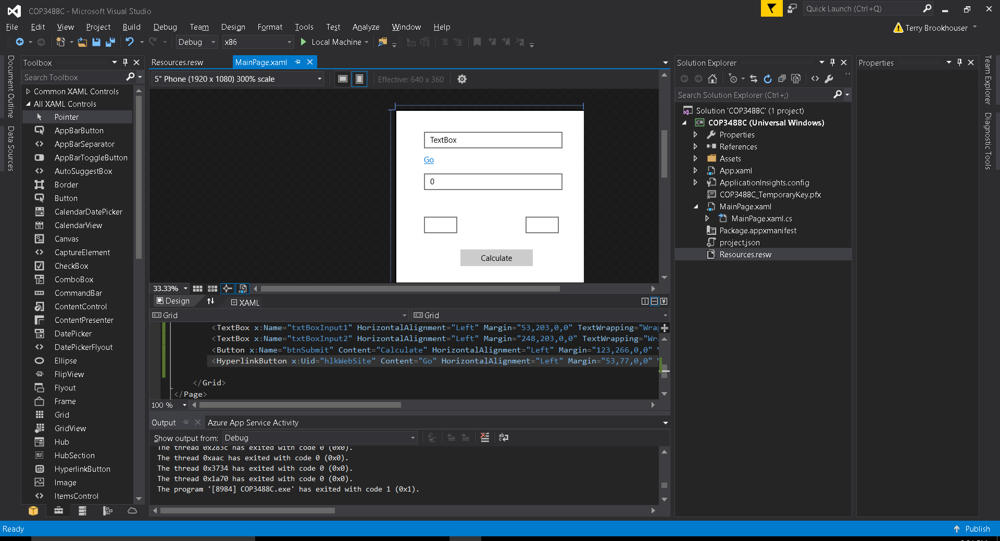 COP3488C - Microsoft Visual Studio
Quick Launch (Ctrl+Q)
File Edit View Project Build Debug Team Design Format Tools Test Analyze Window Help
Terry Brookhouser
Debug x86 Local Machine
Document Outline
Data Sources
Toolbox
Search Toolbox
Common XAML Controls
All XAML Controls
Pointer
AppBarButton
AppBarSeparator
AppBarToggleButton
AutoSuggestBox
Border
Button
CalendarDatePicker
CalendarView
Canvas
CaptureElement
CheckBox
ComboBox
CommandBar
ContentControl
ContentPresenter
DatePicker
DatePickerFlyout
Ellipse
FlipView
Flyout
Frame
Grid
GridView
Hub
HubSection
HyperlinkButton
Image
ItemsControl
Resources.resw MainPage.xaml
5" Phone (1920 x 1080) 300% scale Effective: 640 x 360
TextBox
Go
0
Calculate
33.33%
Design XAML
Grid Grid
<TextBox x:Name="txtBoxInput1" HorizontalAlignment="Left" Margin="53,203,0,0" TextWrapping="Wrap
<TextBox x:Name="txtBoxInput2" HorizontalAlignment="Left" Margin="248,203,0,0" TextWrapping="Wr
<Button x:Name="btnSubmit" Content="Calculate" HorizontalAlignment="Left" Margin="123,266,0,0"
<HyperlinkButton x:Uid="hlkWebSite" Content="Go" HorizontalAlignment="Left" Margin="53,77,0,0"
</Grid>
</Page>
100 %
Output Azure App Service Activity
Show output from: Debug
The thread 0x283c has exited with code 0 (0x0).
The thread 0xaac has exited with code 0 (0x0).
The thread 0x3734 has exited with code 0 (0x0).
The thread 0x1a70 has exited with code 0 (0x0).
The program '[8984] COP3488C.exe' has exited with code 1 (0x1).
Solution Explorer
Search Solution Explorer (Ctrl+;)
Solution 'COP3488C' (1 project)
COP3488C (Universal Windows)
Properties
References
Assets
App.xaml
ApplicationInsights.config
COP3488C_TemporaryKey.pfx
MainPage.xaml
MainPage.xaml.cs
Package.appxmanifest
project.json
Resources.resw
Properties
Team Explorer
Diagnostic Tools
Ready
Publish